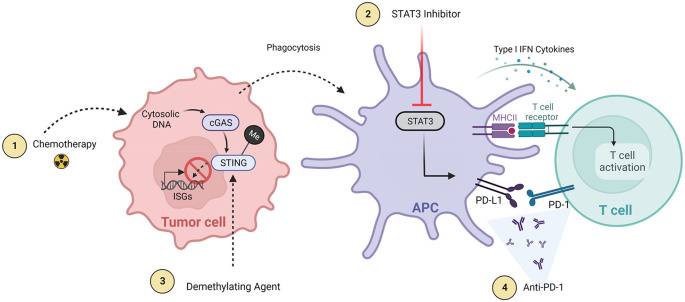 2
STAT3 Inhibitor
Phagocytosis
Type I IFN Cytokines
1
Chemotherapy
Cytosolic
DNA
cGAS
Me
STING
ISGs
Tumor cell
STAT3
APC
MHCII
T cell
receptor
T cell
activation
PD-L1
PD-1
T cell
3
Demethylating Agent
4
Anti-PD-1